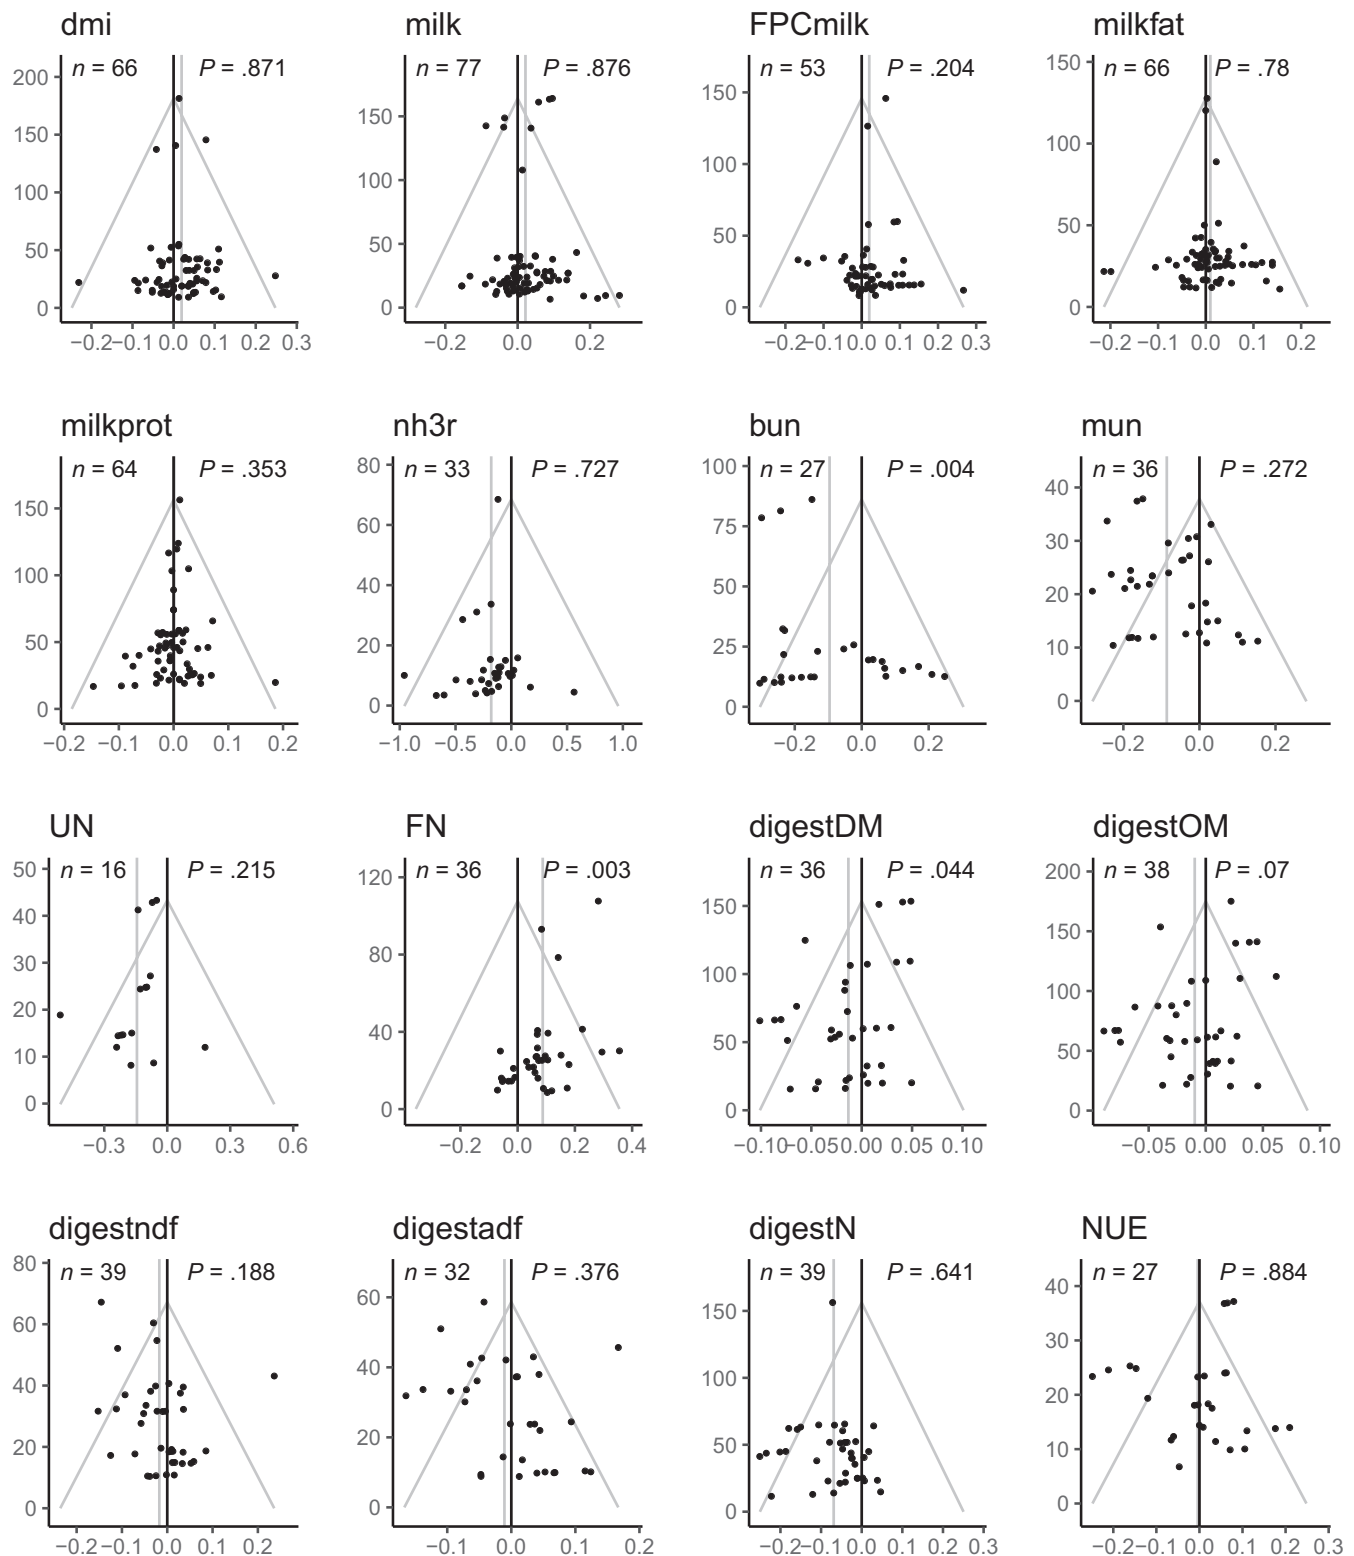 dmi milk FPCmilk milkfat
n = 66 P = .871 n = 77 P = .876 n = 53 P = .204 n = 66 P = .78
200 150 100 50 0
150 100 50 0
150 100 50 0
150 100 50 0
−0.2 −0.1 0.0 0.1 0.2 0.3
−0.2 0.0 0.2
−0.2 −0.1 0.0 0.1 0.2 0.3
−0.2 −0.1 0.0 0.1 0.2
milkprot nh3r bun mun
n = 64 P = .353 n = 33 P = .727 n = 27 P = .004 n = 36 P = .272
150 100 50 0
80 60 40 20 0
100 75 50 25 0
40 30 20 10 0
−0.2 −0.1 0.0 0.1 0.2
−1.0 −0.5 0.0 0.5 1.0
−0.2 0.0 0.2
−0.2 0.0 0.2
UN FN digestDM digestOM
n = 16 P = .215 n = 36 P = .003 n = 36 P = .044 n = 38 P = .07
50 40 30 20 10 0
120 80 40 0
150 100 50 0
200 150 100 50 0
−0.3 0.0 0.3 0.6
−0.2 0.0 0.2 0.4
−0.10 −0.05 0.00 0.05 0.10
−0.05 0.00 0.05 0.10
digestndf digestadf digestN NUE
n = 39 P = .188 n = 32 P = .376 n = 39 P = .641 n = 27 P = .884
80 60 40 20 0
60 40 20 0
150 100 50 0
40 30 20 10 0
−0.2 −0.1 0.0 0.1 0.2
−0.1 0.0 0.1 0.2
−0.2 −0.1 0.0 0.1 0.2 0.3
−0.2 −0.1 0.0 0.1 0.2 0.3